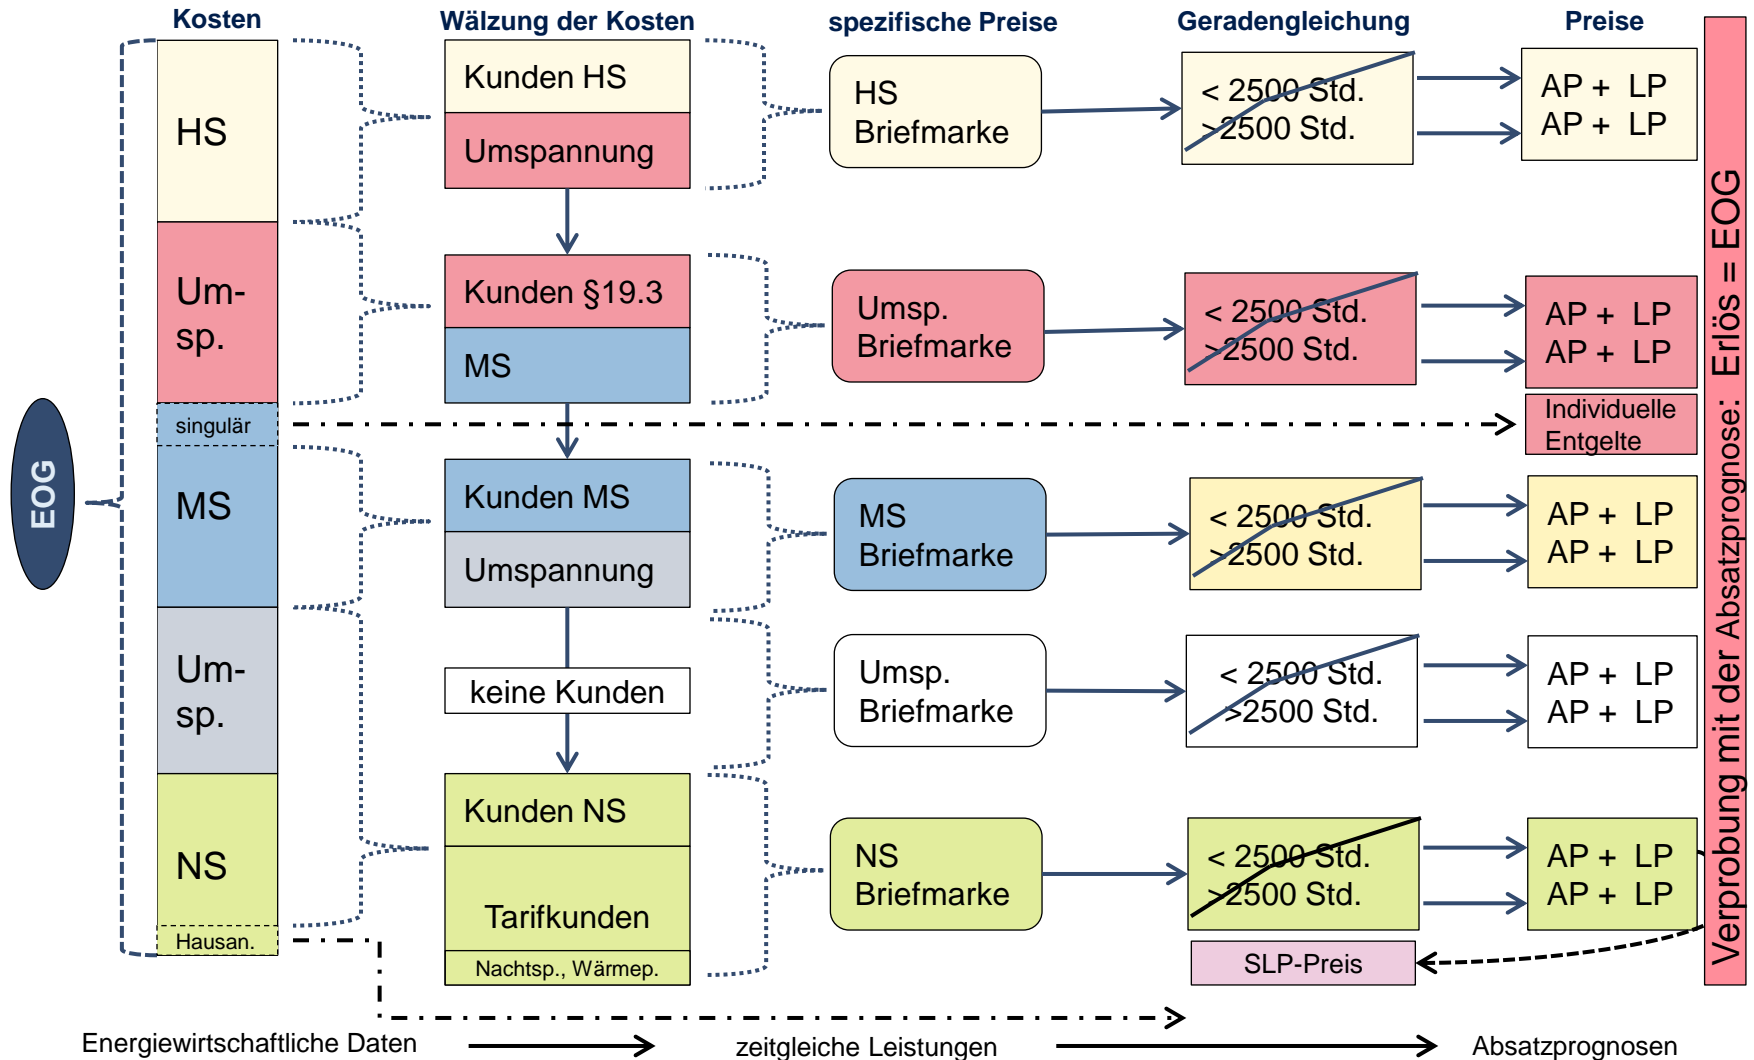 Kosten
Wälzung der Kosten
spezifische Preise
Geradengleichung
Preise
EOG
HS
Um-
sp.
singulär
MS
Um-
sp.
NS
Hausan.
Kunden HS
Umspannung
Kunden §19.3
MS
Kunden MS
Umspannung
keine Kunden
Kunden NS
Tarifkunden
Nachtsp., Wärmep.
HS
Briefmarke
Umsp.
Briefmarke
MS
Briefmarke
Umsp.
Briefmarke
NS
Briefmarke
< 2500 Std.
>2500 Std.
< 2500 Std.
>2500 Std.
< 2500 Std.
>2500 Std.
< 2500 Std.
>2500 Std.
< 2500 Std.
>2500 Std.
SLP-Preis
AP + LP
AP + LP
AP + LP
AP + LP
Individuelle
Entgelte
AP + LP
AP + LP
AP + LP
AP + LP
AP + LP
AP + LP
Verprobung mit der Absatzprognose: Erlös = EOG
Energiewirtschaftliche Daten
zeitgleiche Leistungen
Absatzprognosen